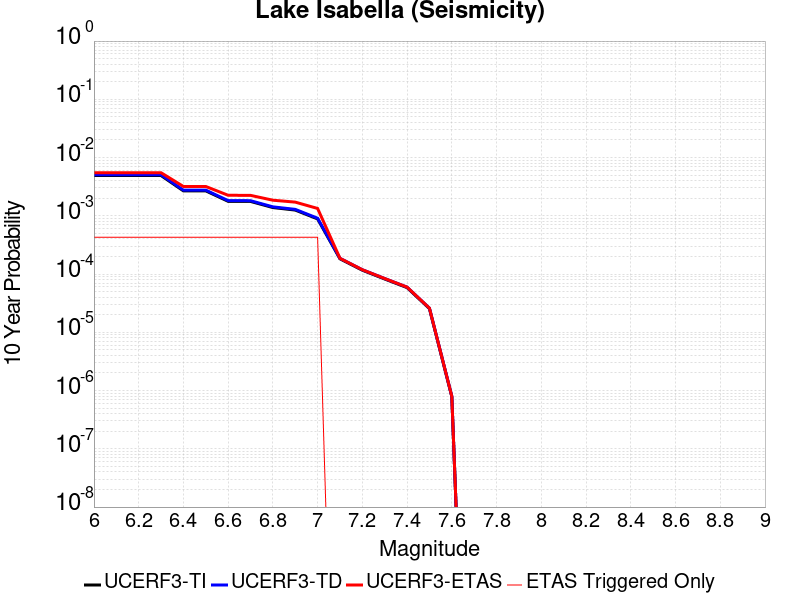 Lake Isabella (Seismicity)
10^0
10^-1
10^-2
10^-3
10^-4
10^-5
10^-6
10^-7
10^-8
10 Year Probability
6 6.2 6.4 6.6 6.8 7 7.2 7.4 7.6 7.8 8 8.2 8.4 8.6 8.8 9
Magnitude
UCERF3-TI UCERF3-TD UCERF3-ETAS ETAS Triggered Only